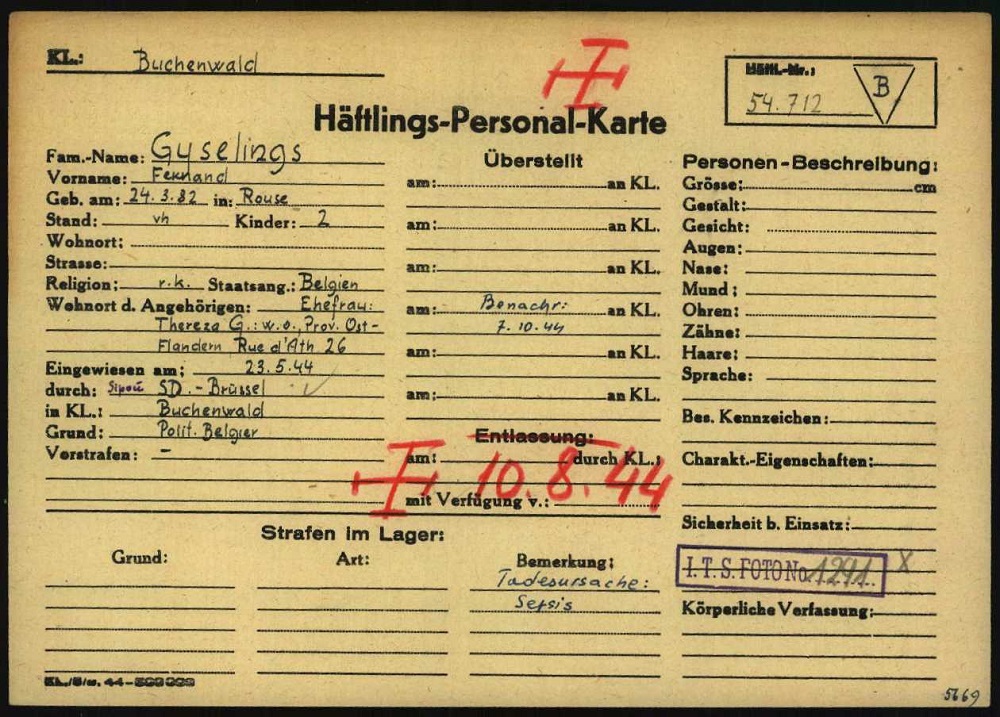 KL.: Buchenwald
Häftl.-Nr.:
54.712 B
Häftlings-Personal-Karte
Fam.-Name: Guselings
Vorname: Fernand
Geb. am: 24.3.82 in: Rouse
Stand: vh Kinder: 2
Wohnort:
Strasse:
Religion: r.k. Staatsang.: Belgien
Wohnort d. Angehörigen: Ehefrau:
Thereza G.: w.o., Prov. Ost-
Flandern Rue d'Ath 26
Eingewiesen am: 23.5.44
durch: Sipou SD.-Brüssel
in KL.: Buchenwald
Grund: Polit. Belgier
Vorstrafen: -
Überstellt
am: an KL.
am: an KL.
am: an KL.
am: Benachr: an KL.
7.10.44
am: an KL.
am: an KL.
Entlassung:
am: durch KL.:
10.8.44
mit Verfügung v.:
Personen-Beschreibung:
Grösse: cm
Gestalt:
Gesicht:
Augen:
Nase:
Mund:
Ohren:
Zähne:
Haare:
Sprache:
Bes. Kennzeichen:
Charakt.-Eigenschaften:
Sicherheit b. Einsatz:
I.T.S. FOTO No 1291 X
Körperliche Verfassung:
Strafen im Lager:
Grund: Art: Bemerkung:
Todesursache:
Sepsis
5669